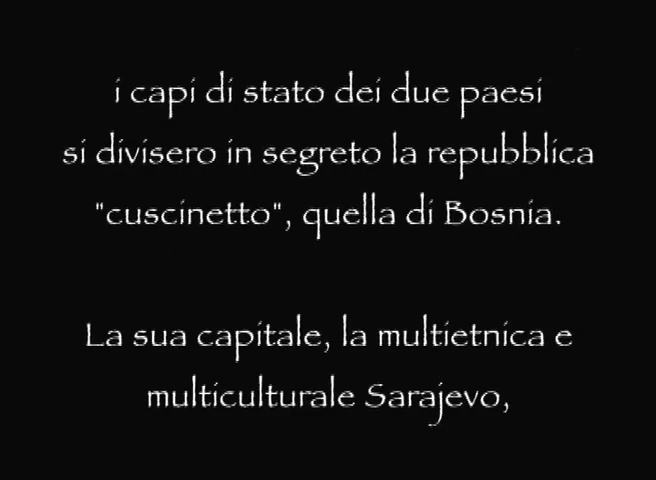 i capi di stato dei due paesi
si divisero in segreto la repubblica
"cuscinetto", quella di Bosnia.
La sua capitale, la multietnica e
multiculturale Sarajevo,